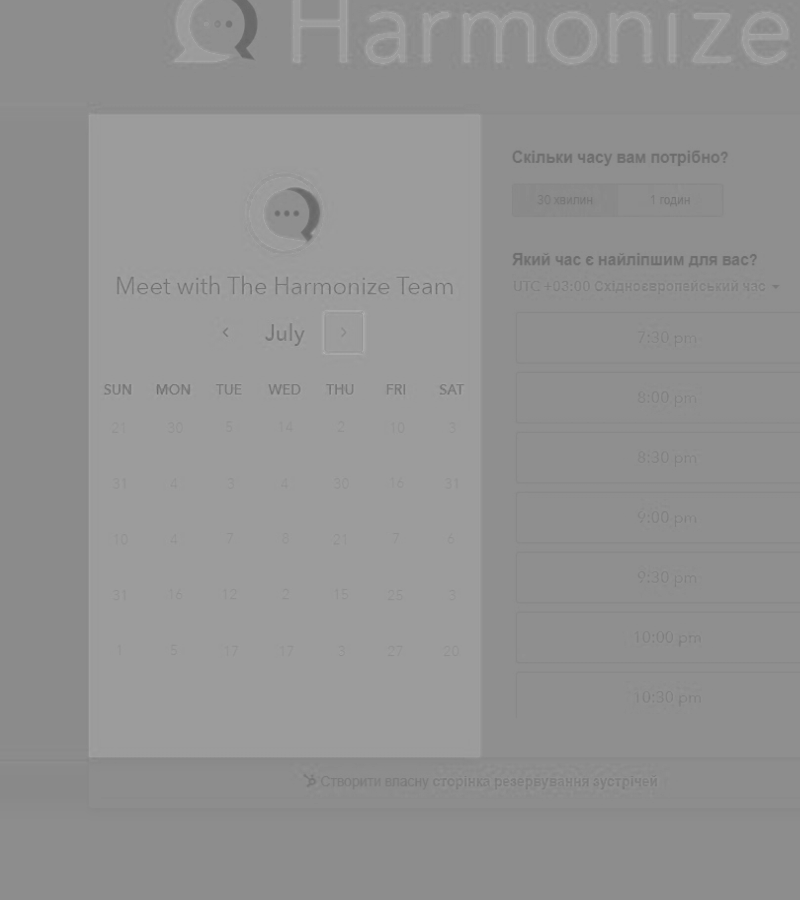 Harmonize
Meet with The Harmonize Team
July
SUN MON TUE WED THU FRI SAT
21 30 5 14 2 10 3
31 4 3 4 30 16 31
10 4 7 6 21 7 6
31 16 12 2 15 28 3
1 5 17 17 3 27 20
Скільки часу вам потрібно?
30 хвилин 1 годин
Який час є найліпшим для вас?
UTC +03:00 Східноєвропейський час
7:30 pm
8:00 pm
8:30 pm
9:00 pm
9:30 pm
10:00 pm
10:30 pm
Створити власну сторінка резервування зустрічей